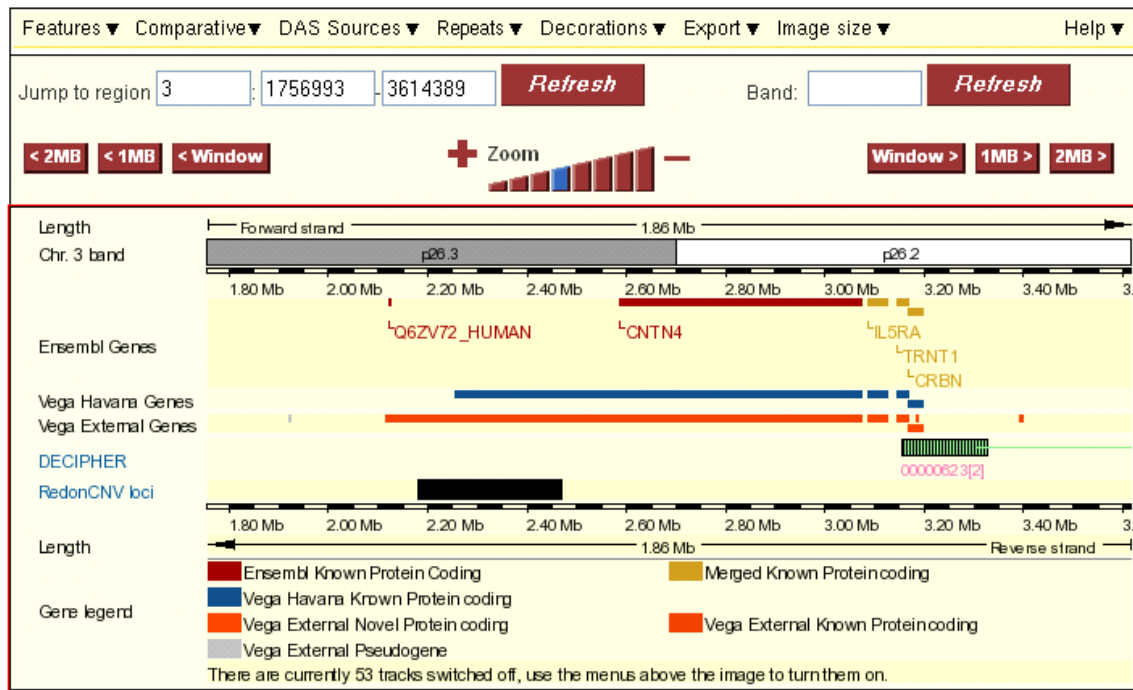 Features ▼ Comparative▼ DAS Sources ▼ Repeats ▼ Decorations ▼ Export ▼ Image size ▼ Help ▼
Jump to region 3 : 1756993 - 3614389 Refresh Band: Refresh
< 2MB < 1MB < Window + Zoom − Window > 1MB > 2MB >
Length Forward strand 1.86 Mb
Chr. 3 band p26.3 p26.2
1.80 Mb 2.00 Mb 2.20 Mb 2.40 Mb 2.60 Mb 2.80 Mb 3.00 Mb 3.20 Mb 3.40 Mb 3.
Q6ZV72_HUMAN CNTN4 IL5RA
Ensembl Genes TRNT1
CRBN
Vega Havana Genes
Vega External Genes
DECIPHER
00000623[2]
RedonCNV loci
1.80 Mb 2.00 Mb 2.20 Mb 2.40 Mb 2.60 Mb 2.80 Mb 3.00 Mb 3.20 Mb 3.40 Mb 3.
Length 1.86 Mb Reverse strand
Ensembl Known Protein Coding Merged Known Protein coding
Vega Havana Known Protein coding
Gene legend
Vega External Novel Protein coding Vega External Known Protein coding
Vega External Pseudogene
There are currently 53 tracks switched off, use the menus above the image to turn them on.